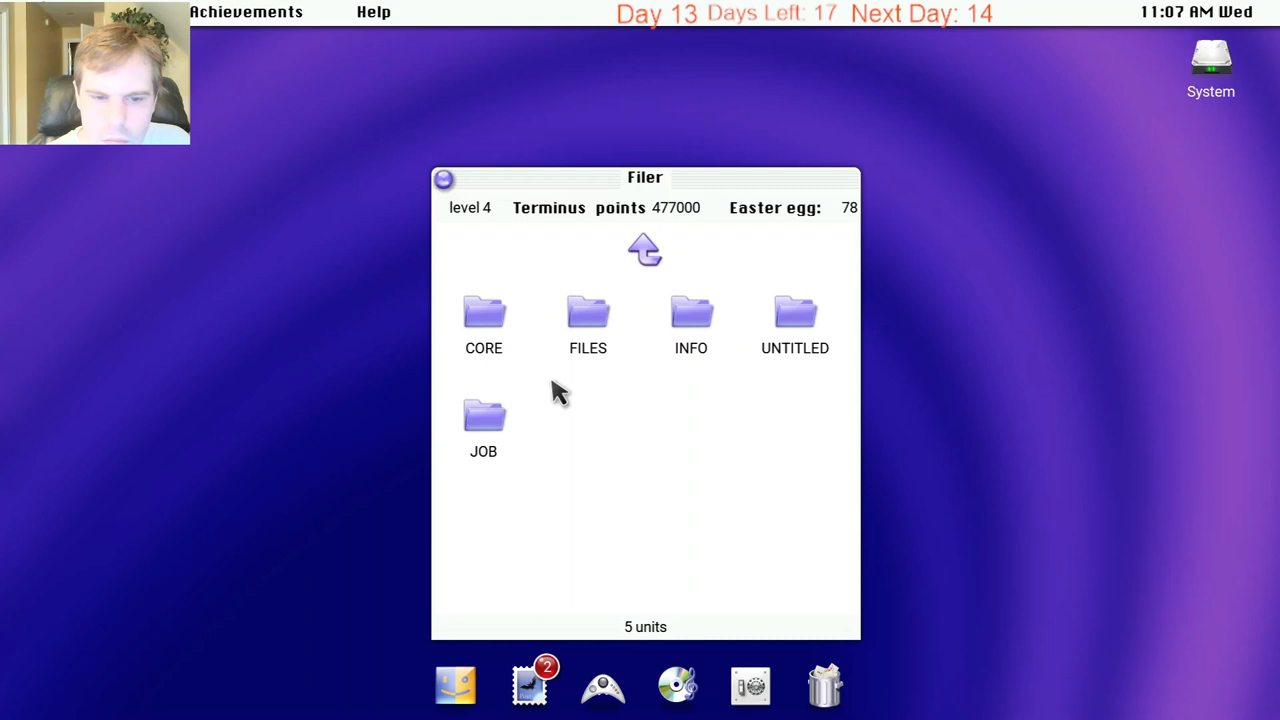 Achievements Help Day 13 Days Left: 17 Next Day: 14 11:07 AM Wed
System
Filer
level 4 Terminus points 477000 Easter egg: 78
CORE FILES INFO UNTITLED
JOB
5 units
2